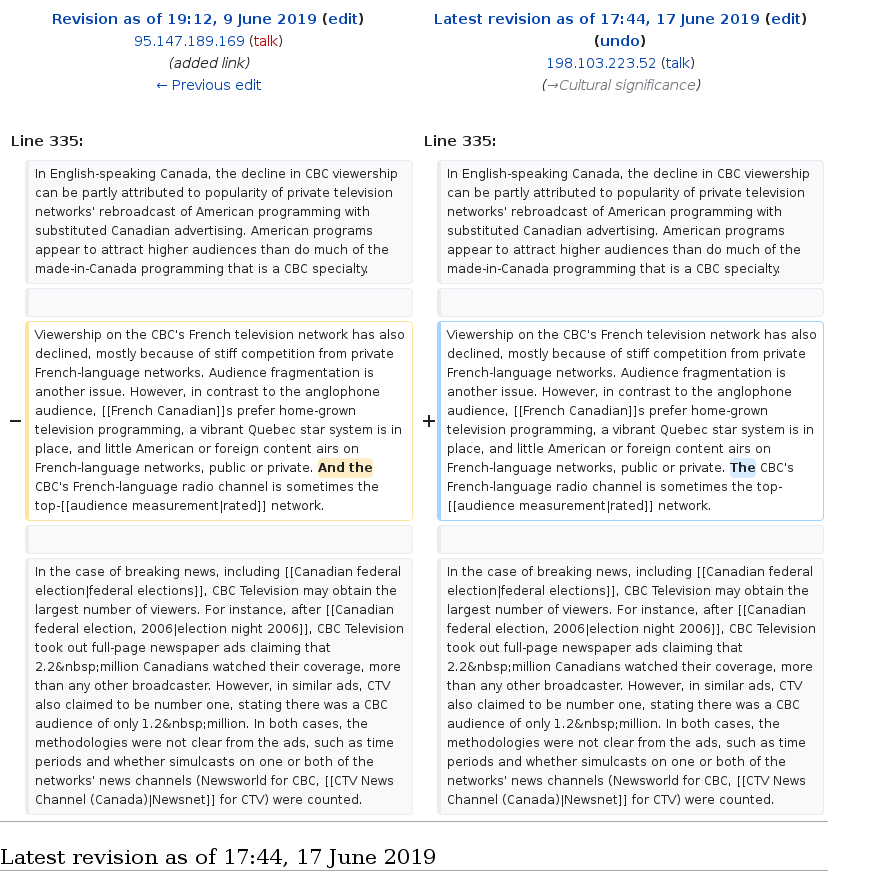 Revision as of 19:12, 9 June 2019 (edit)
95.147.189.169 (talk)
(added link)
← Previous edit
Latest revision as of 17:44, 17 June 2019 (edit)
(undo)
198.103.223.52 (talk)
(→Cultural significance)
Line 335:
Line 335:
In English-speaking Canada, the decline in CBC viewership
can be partly attributed to popularity of private television
networks' rebroadcast of American programming with
substituted Canadian advertising. American programs
appear to attract higher audiences than do much of the
made-in-Canada programming that is a CBC specialty.
In English-speaking Canada, the decline in CBC viewership
can be partly attributed to popularity of private television
networks' rebroadcast of American programming with
substituted Canadian advertising. American programs
appear to attract higher audiences than do much of the
made-in-Canada programming that is a CBC specialty.
−
Viewership on the CBC's French television network has also
declined, mostly because of stiff competition from private
French-language networks. Audience fragmentation is
another issue. However, in contrast to the anglophone
audience, [[French Canadian]]s prefer home-grown
television programming, a vibrant Quebec star system is in
place, and little American or foreign content airs on
French-language networks, public or private. And the
CBC's French-language radio channel is sometimes the
top-[[audience measurement|rated]] network.
+
Viewership on the CBC's French television network has also
declined, mostly because of stiff competition from private
French-language networks. Audience fragmentation is
another issue. However, in contrast to the anglophone
audience, [[French Canadian]]s prefer home-grown
television programming, a vibrant Quebec star system is in
place, and little American or foreign content airs on
French-language networks, public or private. The CBC's
French-language radio channel is sometimes the top-
[[audience measurement|rated]] network.
In the case of breaking news, including [[Canadian federal
election|federal elections]], CBC Television may obtain the
largest number of viewers. For instance, after [[Canadian
federal election, 2006|election night 2006]], CBC Television
took out full-page newspaper ads claiming that
2.2&nbsp;million Canadians watched their coverage, more
than any other broadcaster. However, in similar ads, CTV
also claimed to be number one, stating there was a CBC
audience of only 1.2&nbsp;million. In both cases, the
methodologies were not clear from the ads, such as time
periods and whether simulcasts on one or both of the
networks' news channels (Newsworld for CBC, [[CTV News
Channel (Canada)|Newsnet]] for CTV) were counted.
In the case of breaking news, including [[Canadian federal
election|federal elections]], CBC Television may obtain the
largest number of viewers. For instance, after [[Canadian
federal election, 2006|election night 2006]], CBC Television
took out full-page newspaper ads claiming that
2.2&nbsp;million Canadians watched their coverage, more
than any other broadcaster. However, in similar ads, CTV
also claimed to be number one, stating there was a CBC
audience of only 1.2&nbsp;million. In both cases, the
methodologies were not clear from the ads, such as time
periods and whether simulcasts on one or both of the
networks' news channels (Newsworld for CBC, [[CTV News
Channel (Canada)|Newsnet]] for CTV) were counted.
Latest revision as of 17:44, 17 June 2019